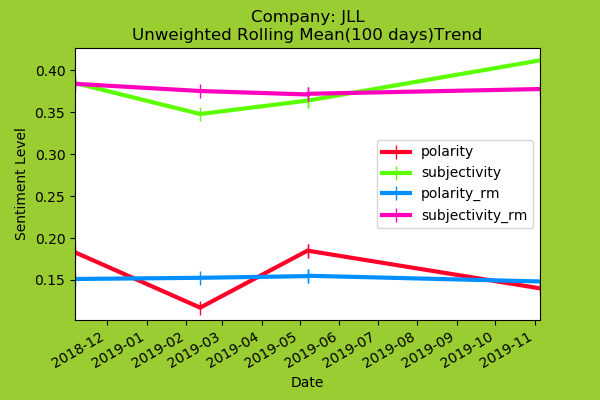 Company: JLL
Unweighted Rolling Mean(100 days)Trend
Sentiment Level
0.40
0.35
0.30
0.25
0.20
0.15
polarity
subjectivity
polarity_rm
subjectivity_rm
2018-12
2019-01
2019-02
2019-03
2019-04
2019-05
2019-06
2019-07
2019-08
2019-09
2019-10
2019-11
Date